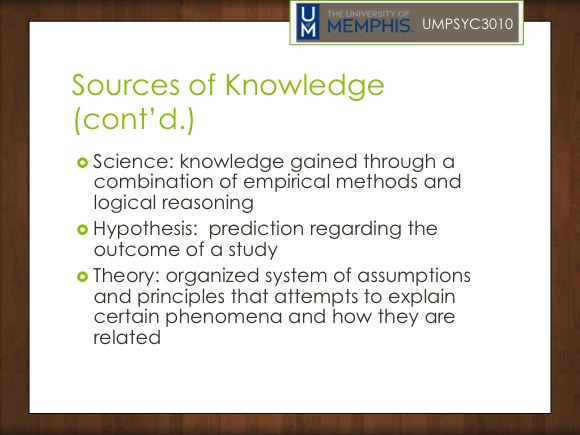 UM
THE UNIVERSITY OF
MEMPHIS.
UMPSYC3010
Sources of Knowledge
(cont’d.)
Science: knowledge gained through a
combination of empirical methods and
logical reasoning
Hypothesis:  prediction regarding the
outcome of a study
Theory: organized system of assumptions
and principles that attempts to explain
certain phenomena and how they are
related